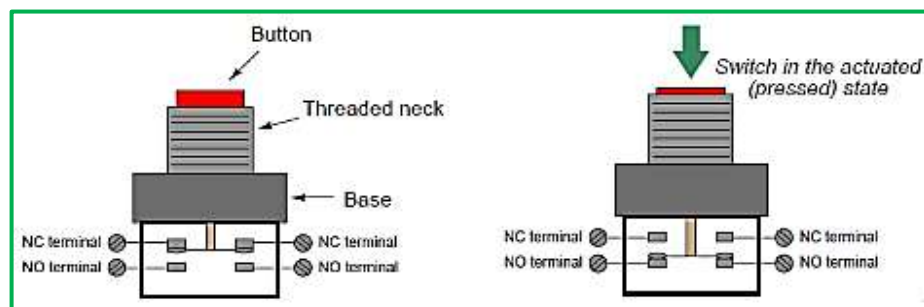 Button
Threaded neck
Base
NC terminal
NC terminal
NO terminal
NO terminal
Switch in the actuated
(pressed) state
NC terminal
NC terminal
NO terminal
NO terminal